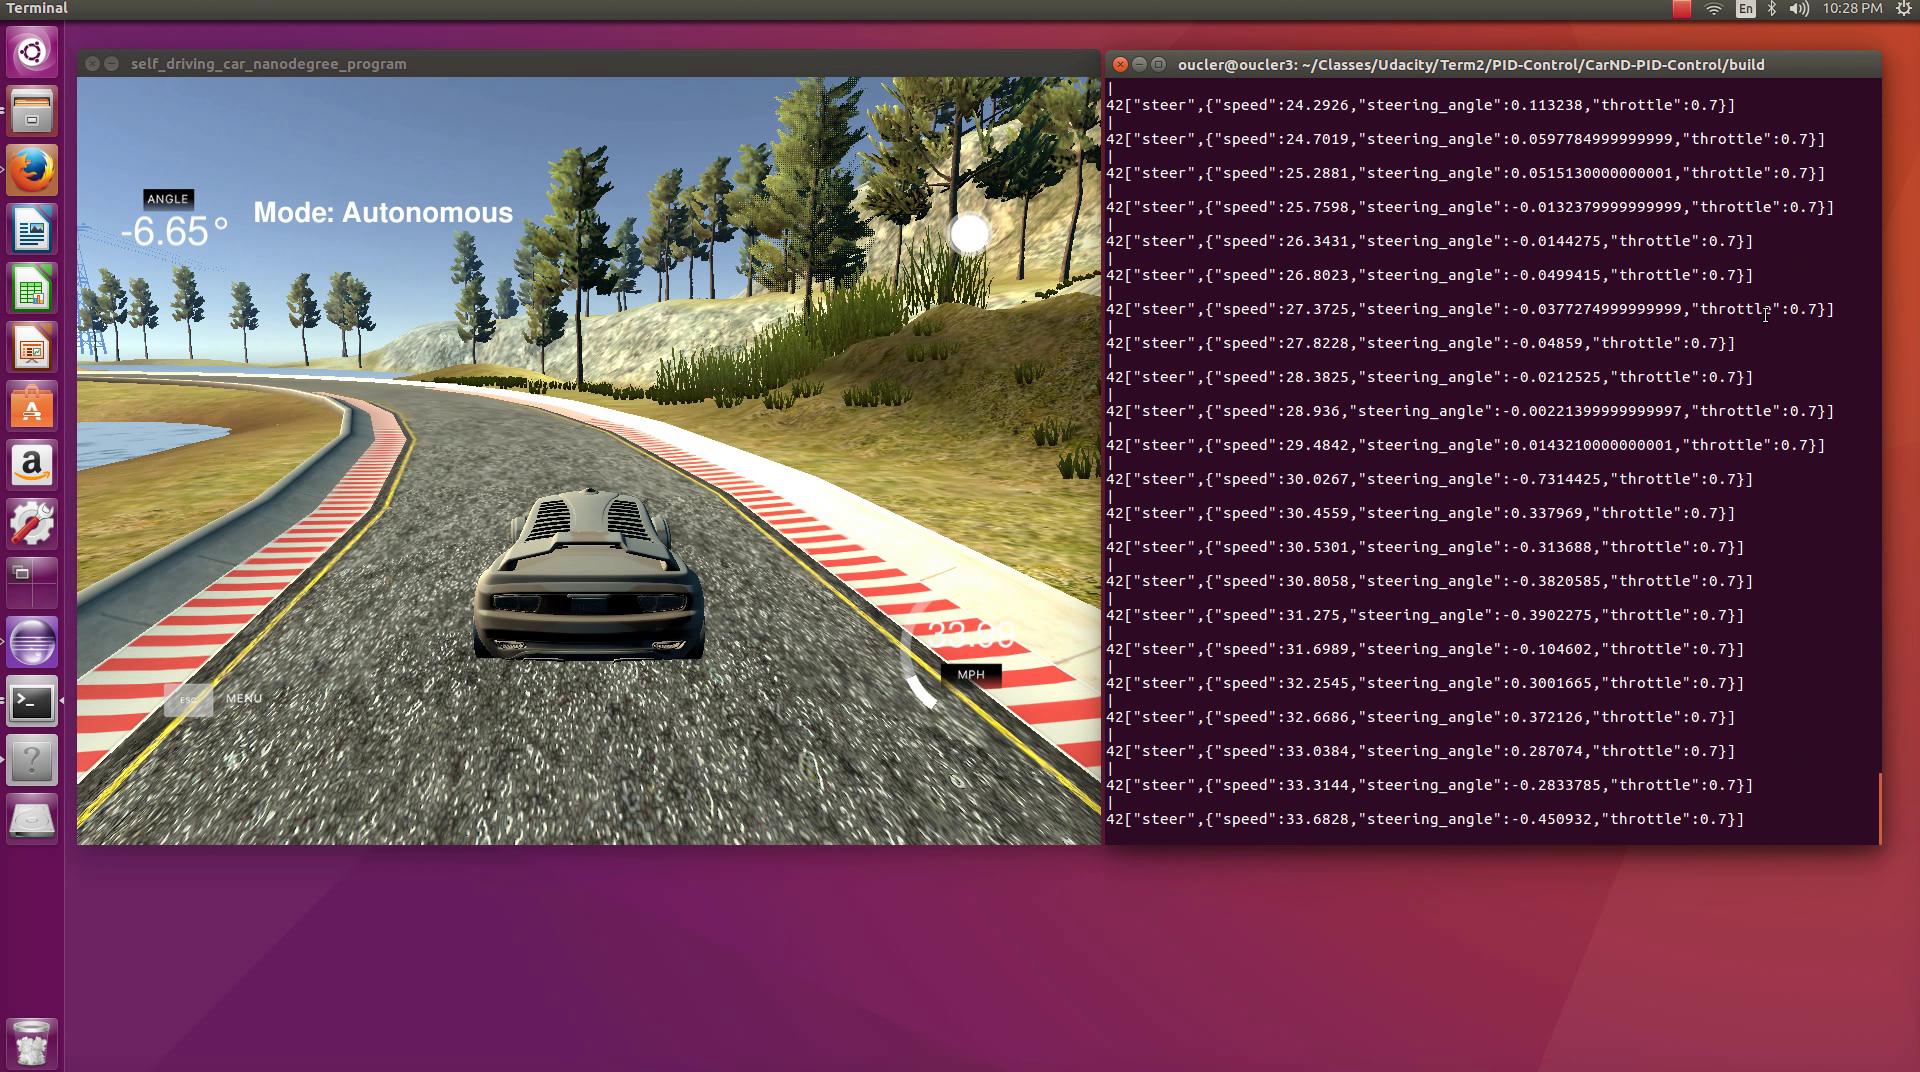 Terminal
En
10:28 PM
self_driving_car_nanodegree_program
ANGLE
-6.65°
Mode: Autonomous
MPH
ESC
MENU
a
oucler@oucler3: ~/Classes/Udacity/Term2/PID-Control/CarND-PID-Control/build
|
42["steer",{"speed":24.2926,"steering_angle":0.113238,"throttle":0.7}]
|
42["steer",{"speed":24.7019,"steering_angle":0.0597784999999999,"throttle":0.7}]
|
42["steer",{"speed":25.2881,"steering_angle":0.0515130000000001,"throttle":0.7}]
|
42["steer",{"speed":25.7598,"steering_angle":-0.0132379999999999,"throttle":0.7}]
|
42["steer",{"speed":26.3431,"steering_angle":-0.0144275,"throttle":0.7}]
|
42["steer",{"speed":26.8023,"steering_angle":-0.0499415,"throttle":0.7}]
|
42["steer",{"speed":27.3725,"steering_angle":-0.0377274999999999,"throttle":0.7}]
|
42["steer",{"speed":27.8228,"steering_angle":-0.04859,"throttle":0.7}]
|
42["steer",{"speed":28.3825,"steering_angle":-0.0212525,"throttle":0.7}]
|
42["steer",{"speed":28.936,"steering_angle":-0.00221399999999997,"throttle":0.7}]
|
42["steer",{"speed":29.4842,"steering_angle":0.0143210000000001,"throttle":0.7}]
|
42["steer",{"speed":30.0267,"steering_angle":-0.7314425,"throttle":0.7}]
|
42["steer",{"speed":30.4559,"steering_angle":0.337969,"throttle":0.7}]
|
42["steer",{"speed":30.5301,"steering_angle":-0.313688,"throttle":0.7}]
|
42["steer",{"speed":30.8058,"steering_angle":-0.3820585,"throttle":0.7}]
|
42["steer",{"speed":31.275,"steering_angle":-0.3902275,"throttle":0.7}]
|
42["steer",{"speed":31.6989,"steering_angle":-0.104602,"throttle":0.7}]
|
42["steer",{"speed":32.2545,"steering_angle":0.3001665,"throttle":0.7}]
|
42["steer",{"speed":32.6686,"steering_angle":0.372126,"throttle":0.7}]
|
42["steer",{"speed":33.0384,"steering_angle":0.287074,"throttle":0.7}]
|
42["steer",{"speed":33.3144,"steering_angle":-0.2833785,"throttle":0.7}]
|
42["steer",{"speed":33.6828,"steering_angle":-0.450932,"throttle":0.7}]